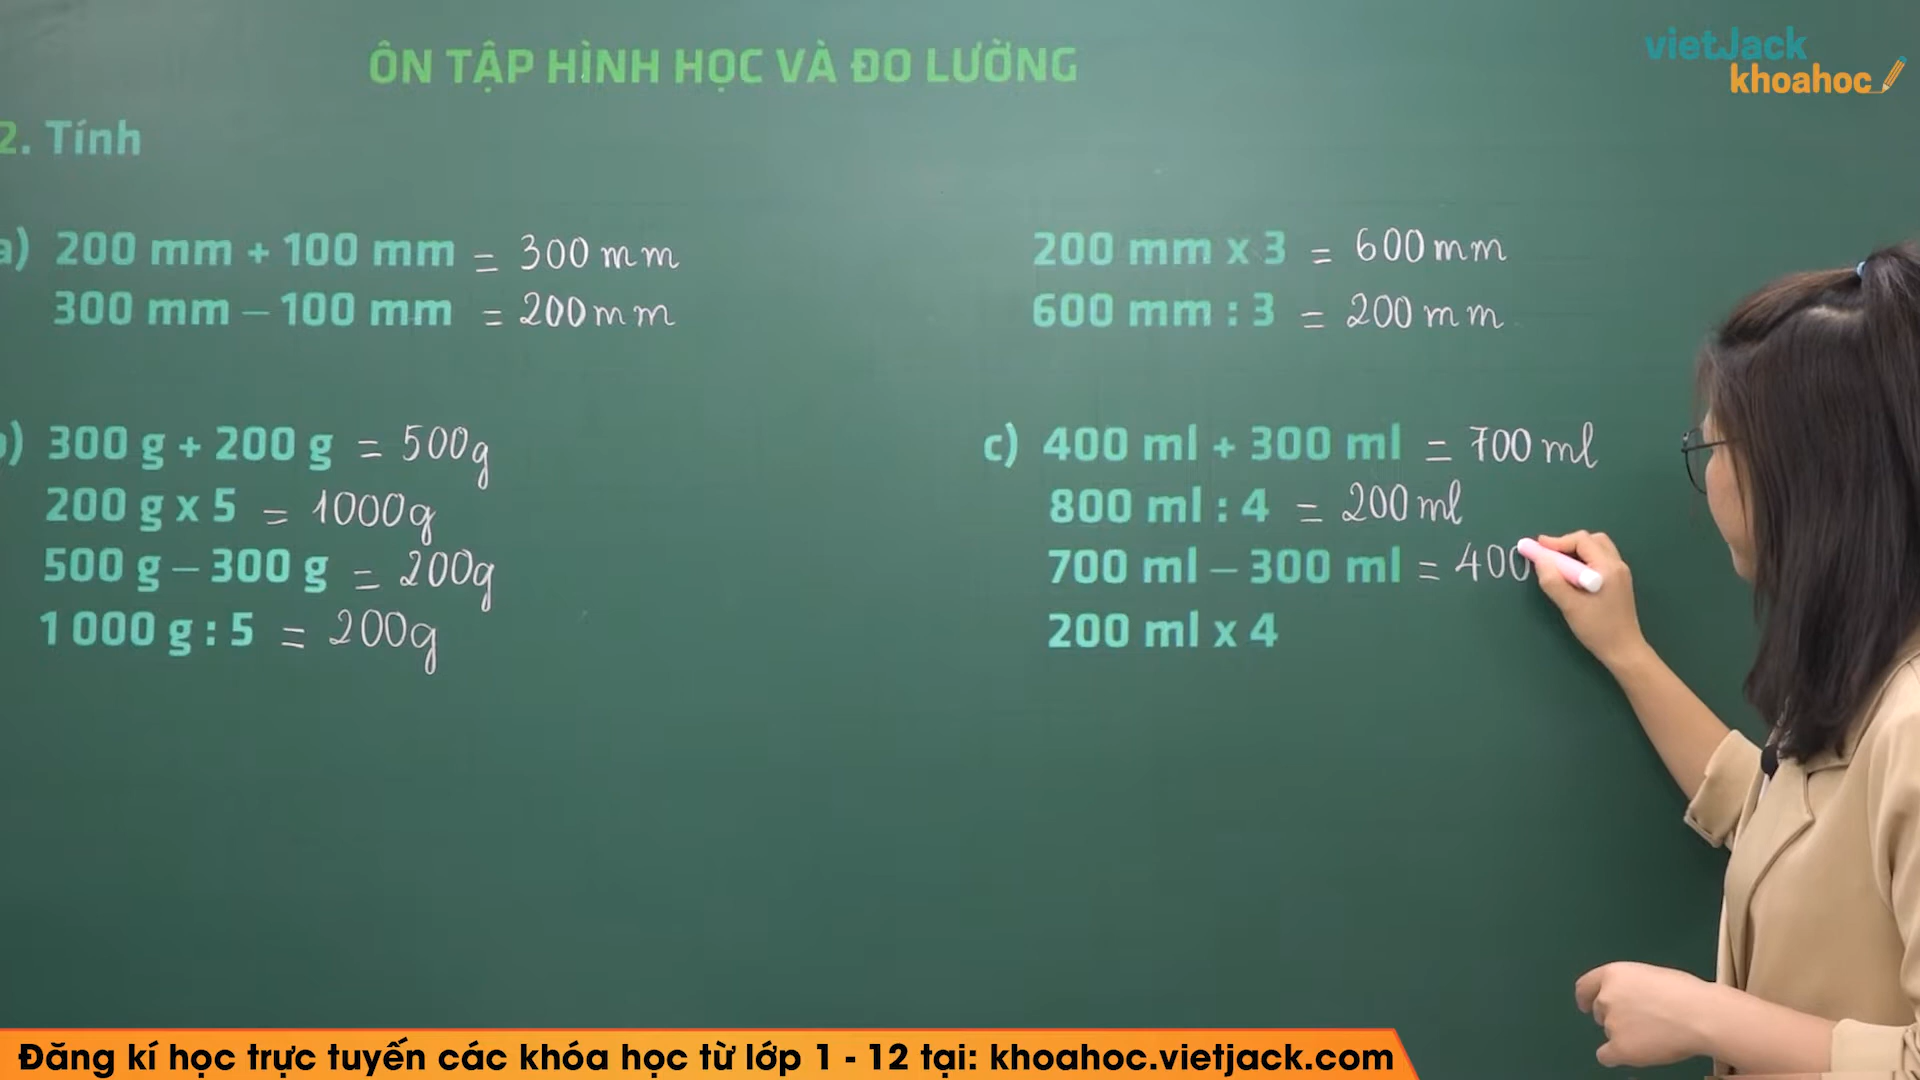 vietJack
khoahoc
ÔN TẬP HÌNH HỌC VÀ ĐO LƯỜNG
2. Tính
a) 200 mm + 100 mm = 300 mm
300 mm – 100 mm = 200 mm
200 mm x 3 = 600 mm
600 mm : 3 = 200 mm
b) 300 g + 200 g = 500g
200 g x 5 = 1000g
500 g – 300 g = 200g
1 000 g : 5 = 200g
c) 400 ml + 300 ml = 700 ml
800 ml : 4 = 200 ml
700 ml – 300 ml = 400
200 ml x 4
Đăng kí học trực tuyến các khóa học từ lớp 1 - 12 tại: khoahoc.vietjack.com